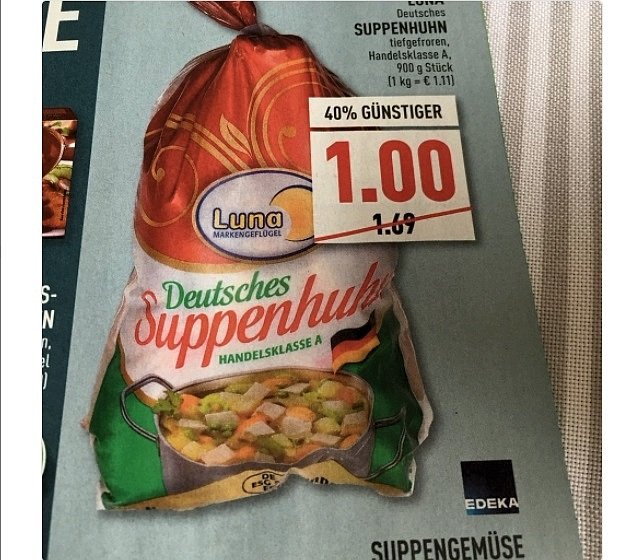 E
LUNA
Deutsches
SUPPENHUHN
tiefgefroren,
Handelsklasse A,
900 g Stück
(1 kg = € 1.11)
40% GÜNSTIGER
1.00
1.69
Luna
MARKENGEFLÜGEL
Deutsches
Suppenhuhn
HANDELSKLASSE A
S-
N
n,
el
)
EDEKA
SUPPENGEMÜSE